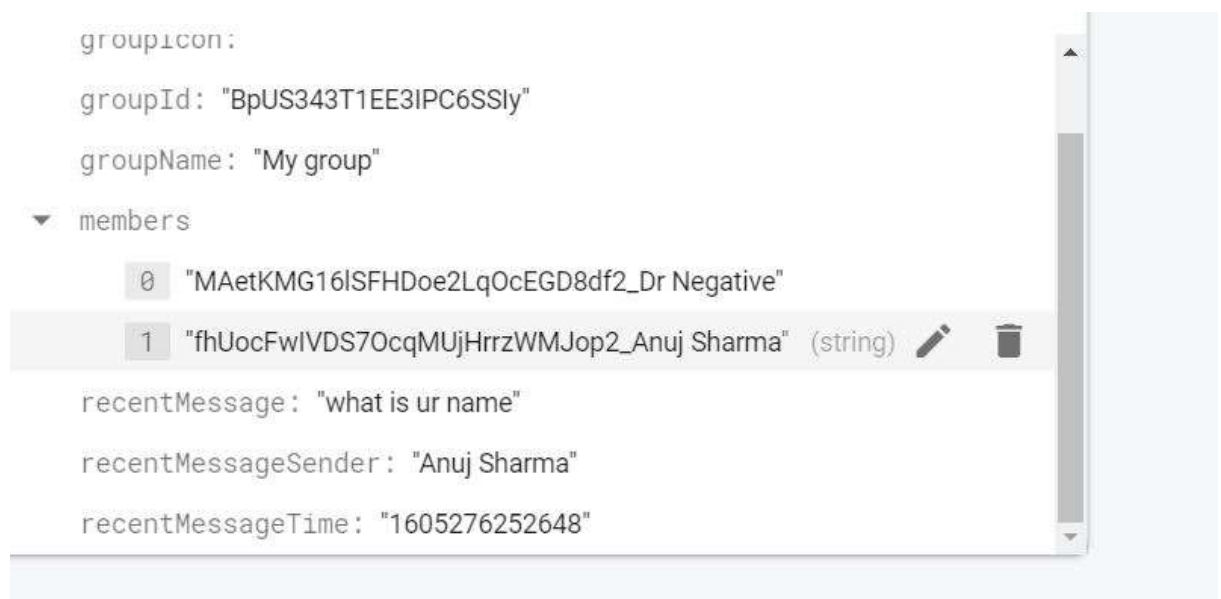 groupIcon:
groupId: "BpUS343T1EE3IPC6SSly"
groupName: "My group"
members
0 "MAetKMG16lSFHDoe2LqOcEGD8df2_Dr Negative"
1 "fhUocFwIVDS7OcqMUjHrrzWMJop2_Anuj Sharma" (string)
recentMessage: "what is ur name"
recentMessageSender: "Anuj Sharma"
recentMessageTime: "1605276252648"